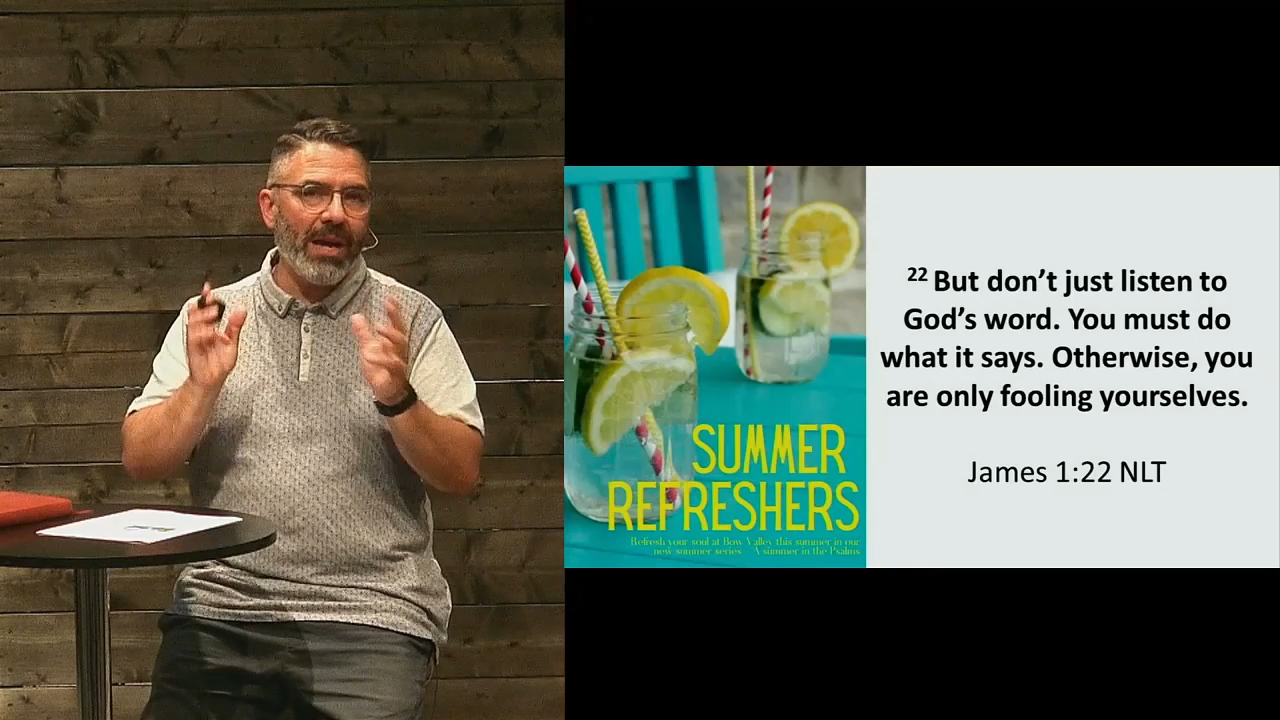 SUMMER
REFRESHERS
Refresh your soul at Bow Valley this summer in our
new summer series A summer in the Psalms
22 But don’t just listen to
God’s word. You must do
what it says. Otherwise, you
are only fooling yourselves.
James 1:22 NLT